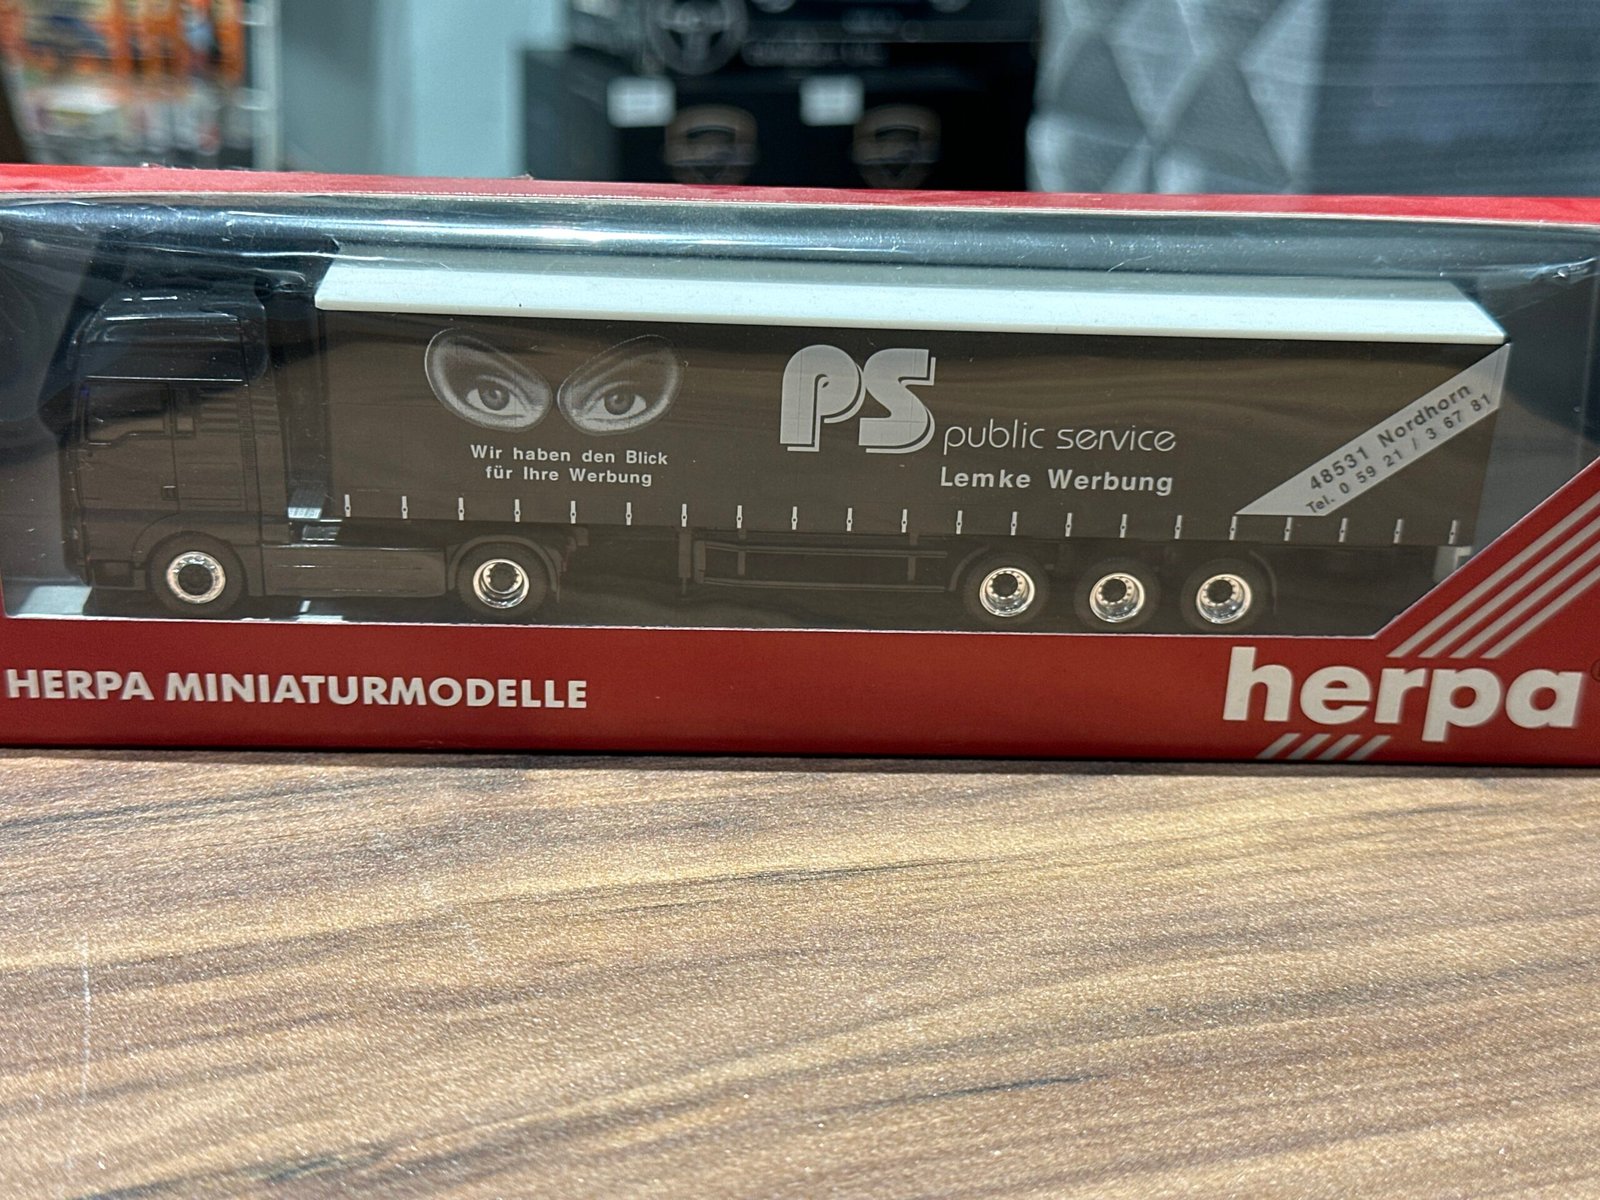 Wir haben den Blick
für Ihre Werbung
PS
public service
Lemke Werbung
48531 Nordhorn
Tel. 0 59 21 / 3 67 81
HERPA MINIATURMODELLE
herpa